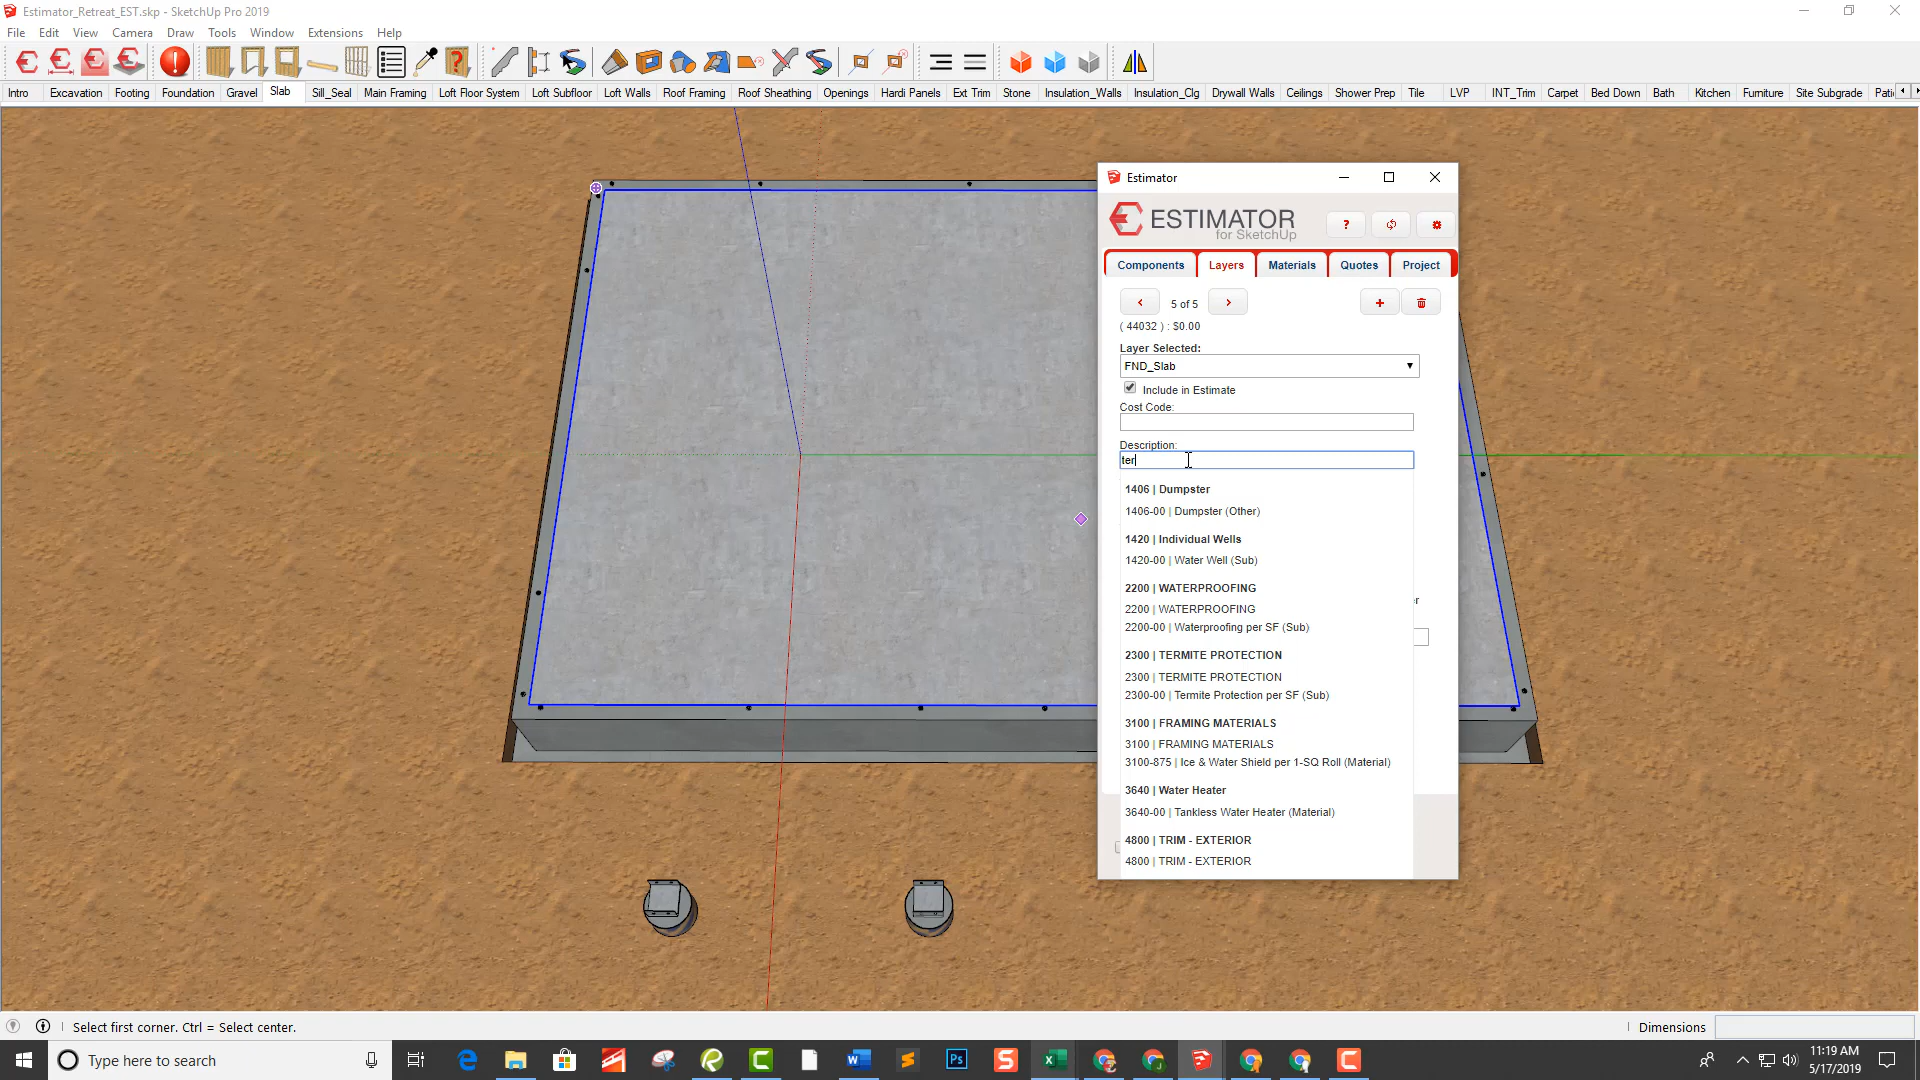 Estimator_Retreat_EST.skp - SketchUp Pro 2019
File Edit View Camera Draw Tools Window Extensions Help
Intro Excavation Footing Foundation Gravel Slab Sill_Seal Main Framing Loft Floor System Loft Subfloor Loft Walls Roof Framing Roof Sheathing Openings Hardi Panels Ext Trim Stone Insulation_Walls Insulation_Clg Drywall Walls Ceilings Shower Prep Tile LVP INT_Trim Carpet Bed Down Bath Kitchen Furniture Site Subgrade Pati
Estimator
ESTIMATOR
for SketchUp
?
Components Layers Materials Quotes Project
< 5 of 5 > +
( 44032 ) : $0.00
Layer Selected:
FND_Slab
Include in Estimate
Cost Code:
Description:
ter
1406 | Dumpster
1406-00 | Dumpster (Other)
1420 | Individual Wells
1420-00 | Water Well (Sub)
2200 | WATERPROOFING
2200 | WATERPROOFING
2200-00 | Waterproofing per SF (Sub)
2300 | TERMITE PROTECTION
2300 | TERMITE PROTECTION
2300-00 | Termite Protection per SF (Sub)
3100 | FRAMING MATERIALS
3100 | FRAMING MATERIALS
3100-875 | Ice & Water Shield per 1-SQ Roll (Material)
3640 | Water Heater
3640-00 | Tankless Water Heater (Material)
4800 | TRIM - EXTERIOR
4800 | TRIM - EXTERIOR
Select first corner. Ctrl = Select center.
Dimensions
Type here to search
11:19 AM
5/17/2019